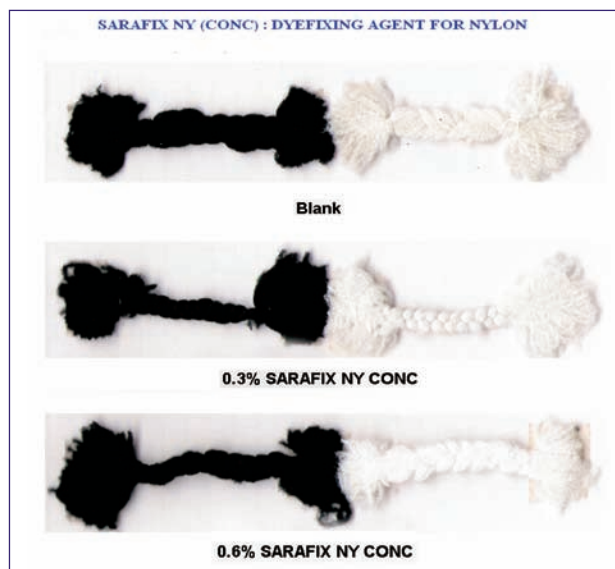 SARAFIX NY (CONC) : DYEFIXING AGENT FOR NYLON
Blank
0.3% SARAFIX NY CONC
0.6% SARAFIX NY CONC